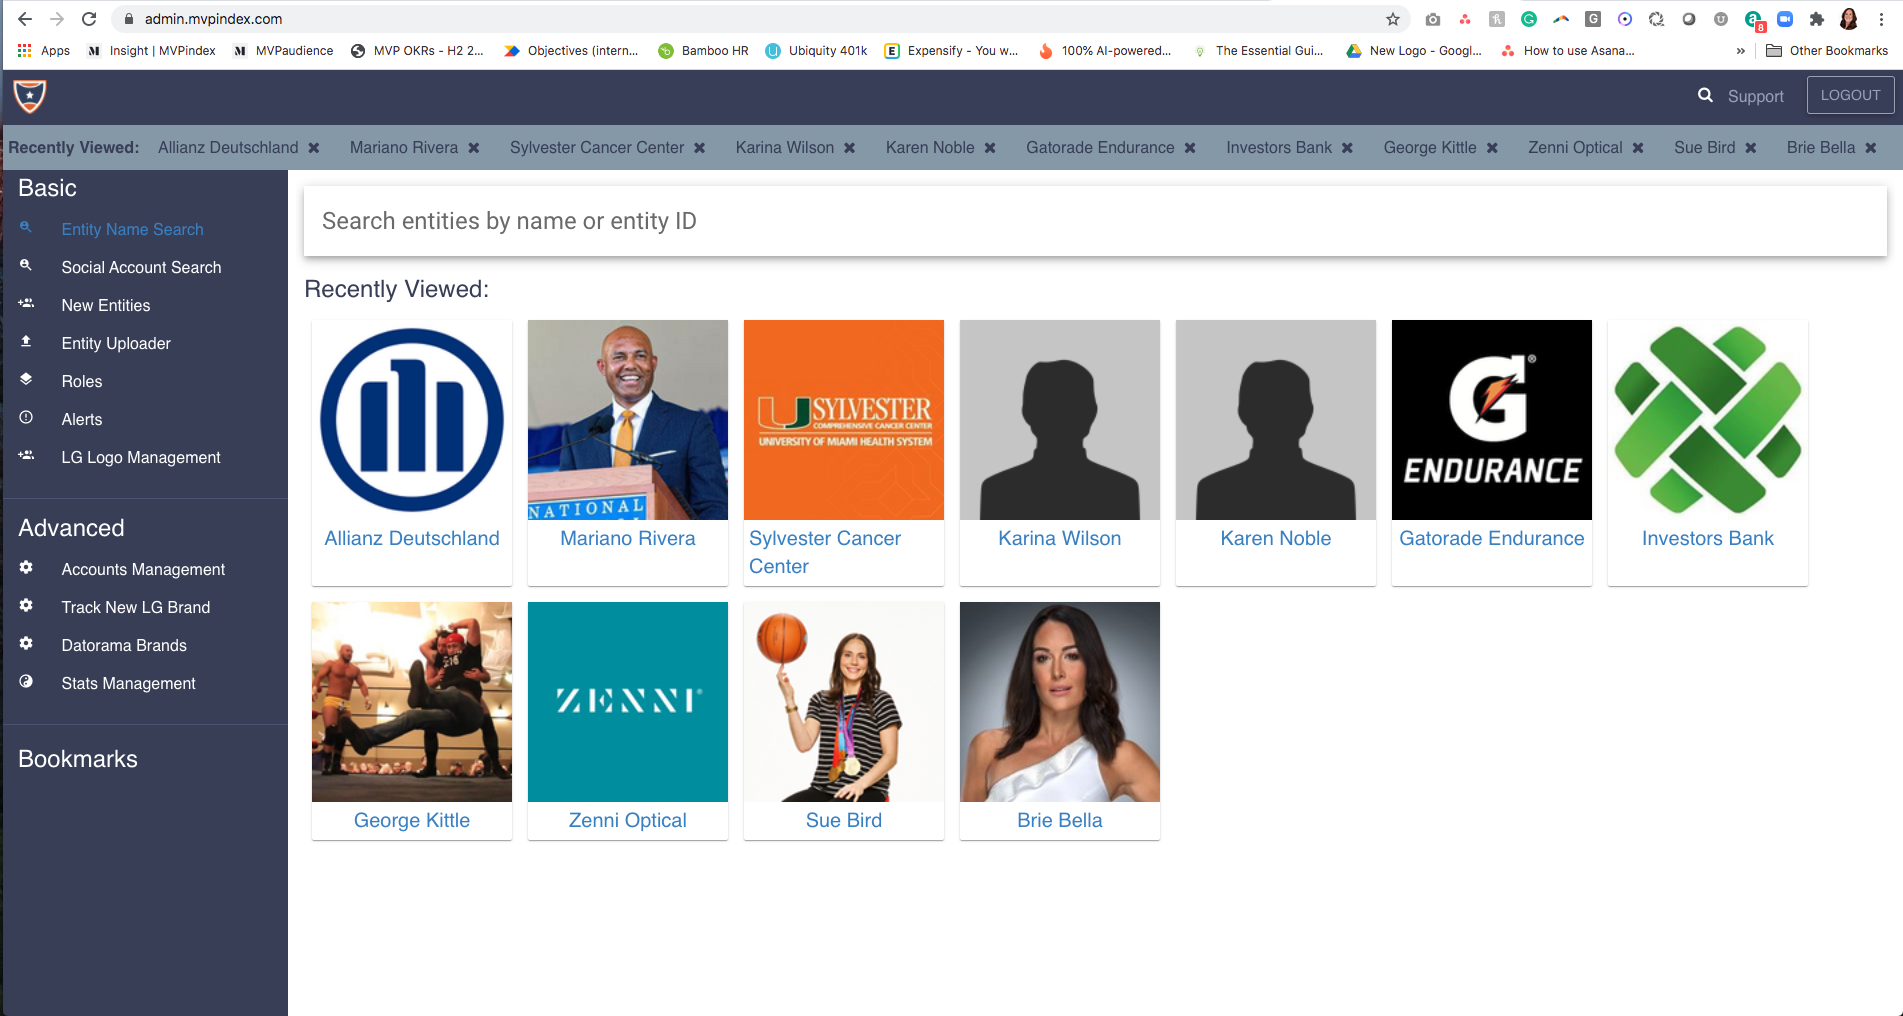 admin.mvpindex.com
8
Apps
Insight | MVPindex
MVPaudience
MVP OKRs - H2 2...
Objectives (intern...
Bamboo HR
Ubiquity 401k
Expensify - You w...
100% AI-powered...
The Essential Gui...
New Logo - Googl...
How to use Asana...
»
Other Bookmarks
Support
LOGOUT
Recently Viewed:
Allianz Deutschland
Mariano Rivera
Sylvester Cancer Center
Karina Wilson
Karen Noble
Gatorade Endurance
Investors Bank
George Kittle
Zenni Optical
Sue Bird
Brie Bella
Basic
Entity Name Search
Social Account Search
New Entities
Entity Uploader
Roles
Alerts
LG Logo Management
Advanced
Accounts Management
Track New LG Brand
Datorama Brands
Stats Management
Bookmarks
Search entities by name or entity ID
Recently Viewed:
NATIONAL
U SYLVESTER
COMPREHENSIVE CANCER CENTER
UNIVERSITY OF MIAMI HEALTH SYSTEM
G
ENDURANCE
Allianz Deutschland
Mariano Rivera
Sylvester Cancer
Center
Karina Wilson
Karen Noble
Gatorade Endurance
Investors Bank
ZENNI
George Kittle
Zenni Optical
Sue Bird
Brie Bella